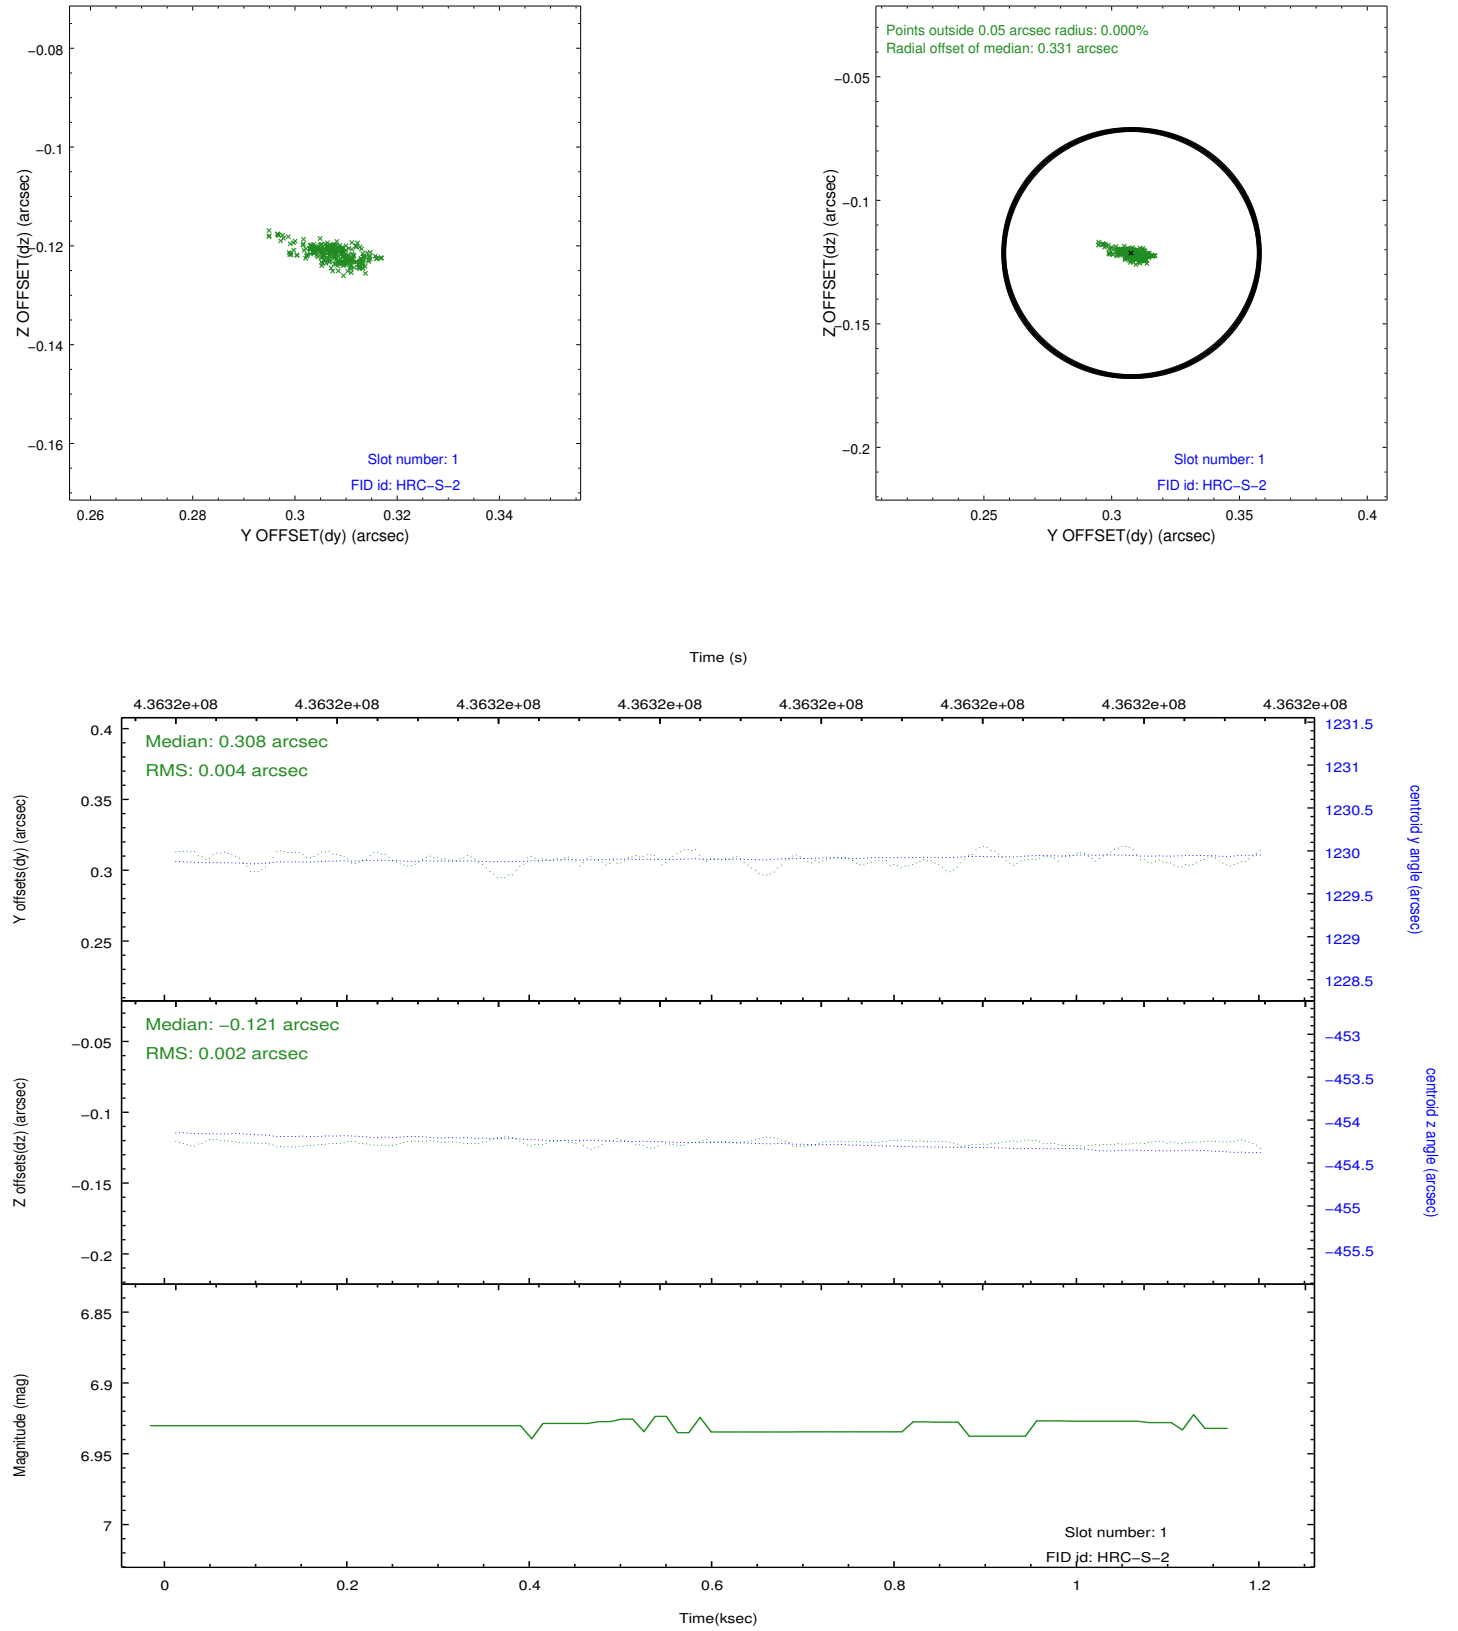 −0.08
−0.1
−0.12
−0.14
−0.16
Z OFFSET(dz) (arcsec)
Slot number: 1
FID id: HRC−S−2
0.26 0.28 0.3 0.32 0.34
Y OFFSET(dy) (arcsec)
Points outside 0.05 arcsec radius: 0.000%
Radial offset of median: 0.331 arcsec
−0.05
−0.1
−0.15
−0.2
Z OFFSET(dz) (arcsec)
Slot number: 1
FID id: HRC−S−2
0.25 0.3 0.35 0.4
Y OFFSET(dy) (arcsec)
Time (s)
4.3632e+08 4.3632e+08 4.3632e+08 4.3632e+08 4.3632e+08 4.3632e+08 4.3632e+08 4.3632e+08
Median: 0.308 arcsec
RMS: 0.004 arcsec
0.4
0.35
0.3
0.25
Y offsets(dy) (arcsec)
1231.5
1231
1230.5
1230
1229.5
1229
1228.5
centroid y angle (arcsec)
Median: −0.121 arcsec
RMS: 0.002 arcsec
−0.05
−0.1
−0.15
−0.2
Z offsets(dz) (arcsec)
−453
−453.5
−454
−454.5
−455
−455.5
centroid z angle (arcsec)
6.85
6.9
6.95
7
Magnitude (mag)
Slot number: 1
FID id: HRC−S−2
0 0.2 0.4 0.6 0.8 1 1.2
Time(ksec)